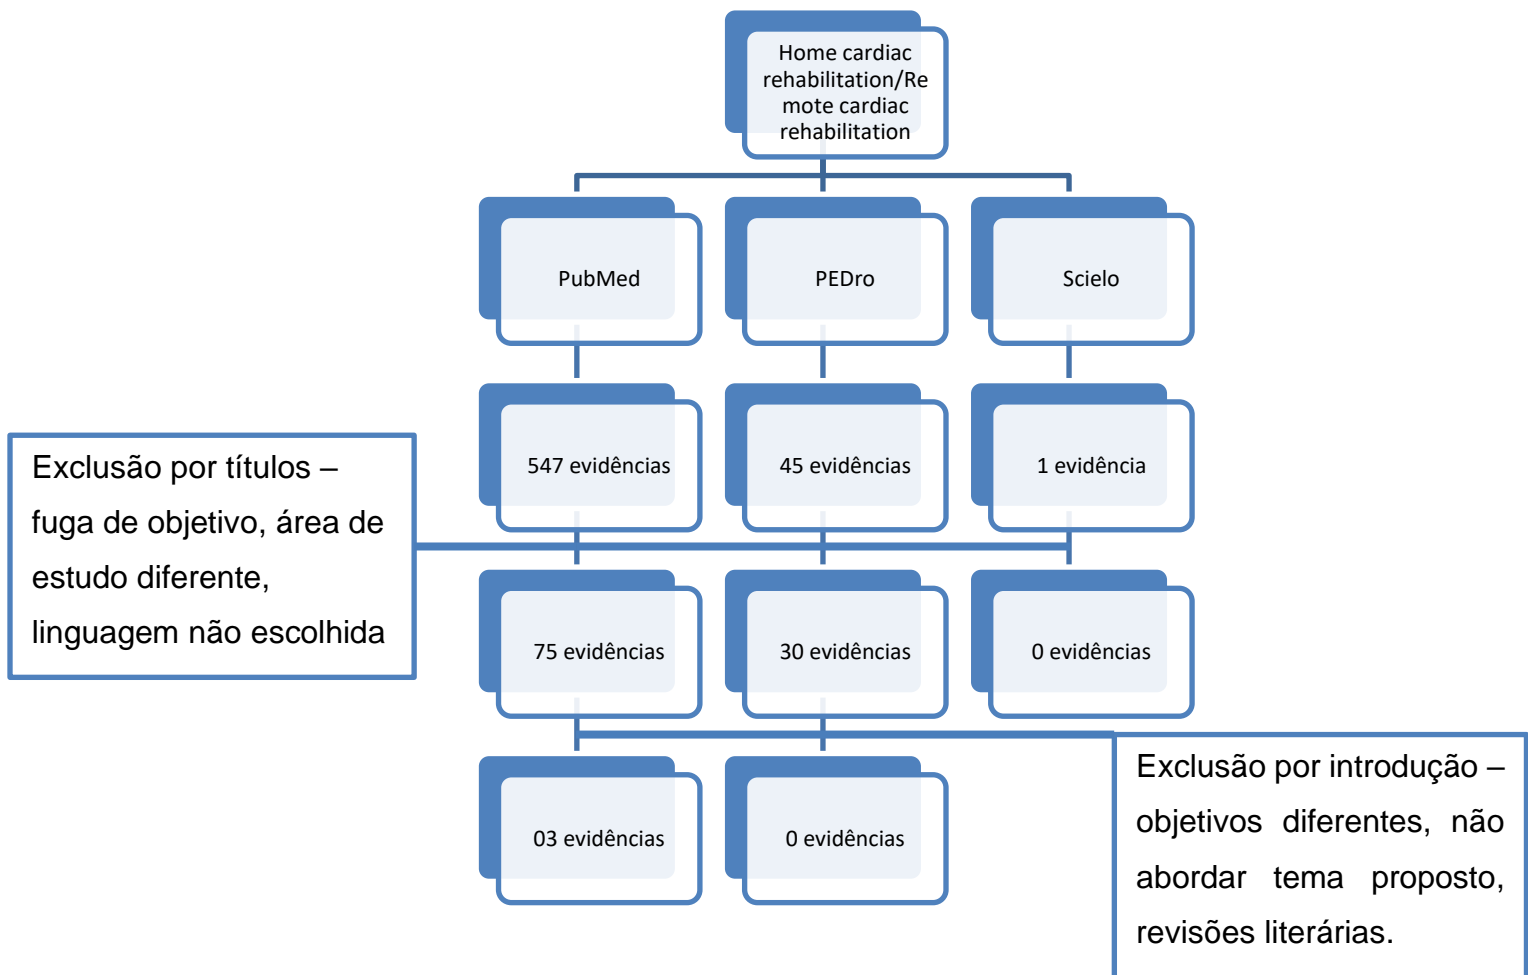 Home cardiac
rehabilitation/Re
mote cardiac
rehabilitation
PubMed
PEDro
Scielo
547 evidências
45 evidências
1 evidência
Exclusão por títulos –
fuga de objetivo, área de
estudo diferente,
linguagem não escolhida
75 evidências
30 evidências
0 evidências
03 evidências
0 evidências
Exclusão por introdução –
objetivos diferentes, não
abordar tema proposto,
revisões literárias.